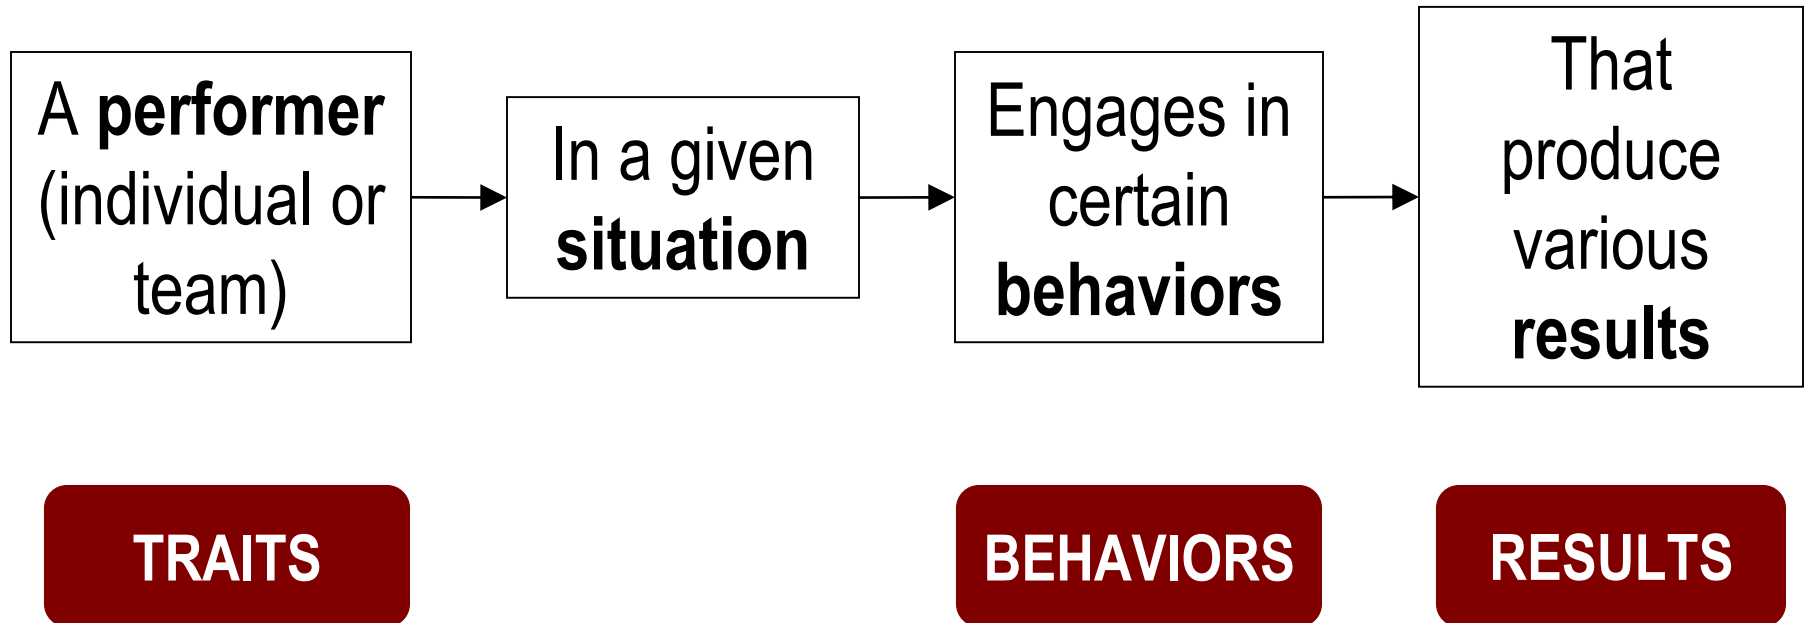 A performer
(individual or
team)
In a given
situation
Engages in
certain
behaviors
That
produce
various
results
TRAITS
BEHAVIORS
RESULTS